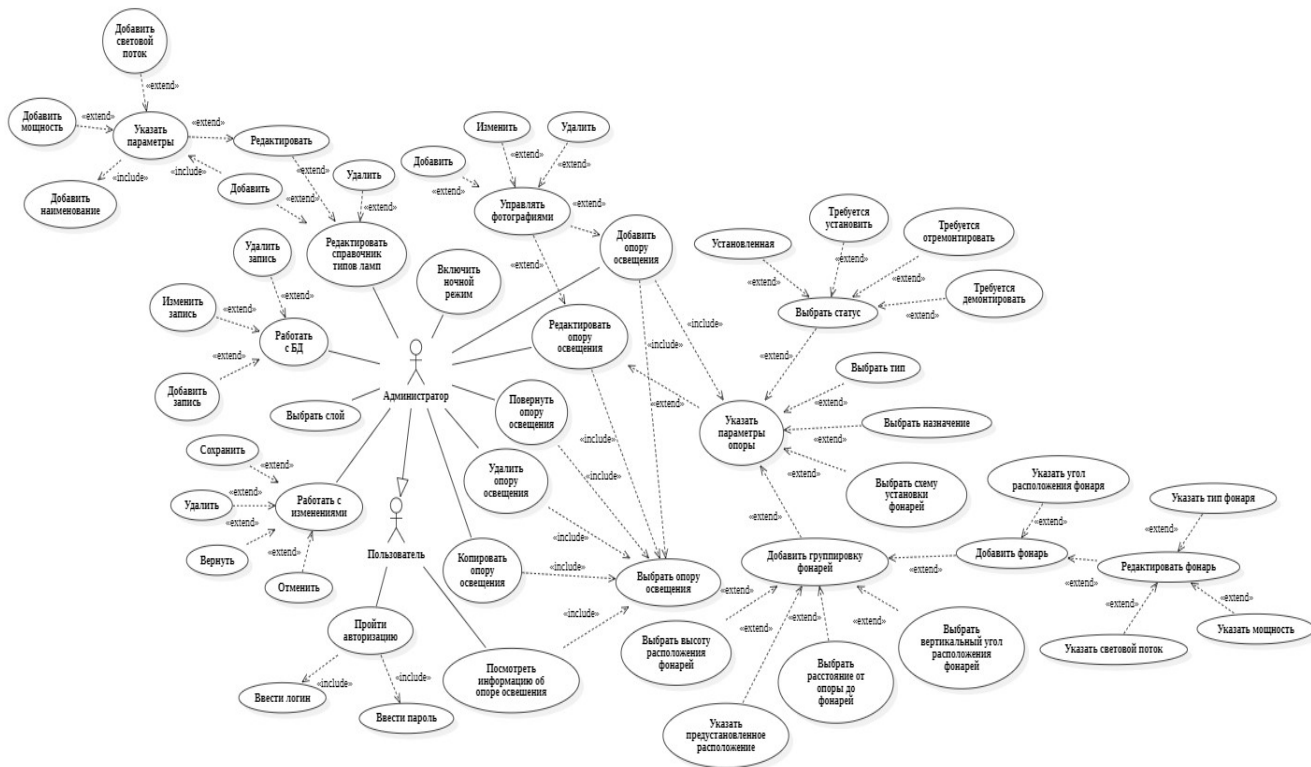 Добавить
световой
поток
«extend»
Добавить
мощность
«extend»
Указать
параметры
«extend»
Редактировать
«include»
«include»
Добавить
наименование
Добавить
«extend»
«extend»
Удалить
«extend»
Редактировать
справочник
типов ламп
Изменить
Удалить
«extend»
«extend»
Добавить
«extend»
Управлять
фотографиями
«extend»
«extend»
Добавить
опору
освещения
Удалить
запись
«extend»
Изменить
запись
«extend»
Работать
с БД
«extend»
Добавить
запись
Включить
ночной
режим
Редактировать
опору
освещения
«include»
«include»
«extend»
Установленная
Требуется
установить
Требуется
отремонтировать
Требуется
демонтировать
«extend»
«extend»
«extend»
«extend»
Выбрать статус
«extend»
Администратор
Выбрать слой
Повернуть
опору
освещения
«include»
«include»
Указать
параметры
опоры
Выбрать тип
«extend»
Выбрать назначение
«extend»
«extend»
Выбрать схему
установки
фонарей
Сохранить
«extend»
Удалить
«extend»
«extend»
Вернуть
«extend»
Отменить
Работать с
изменениями
Удалить
опору
освещения
«include»
Пользователь
Копировать
опору
освещения
«include»
Выбрать опору
освещения
«include»
«extend»
Добавить группировку
фонарей
«extend»
Добавить фонарь
«extend»
Указать угол
расположения фонаря
Указать тип фонаря
«extend»
«extend»
Редактировать фонарь
«extend»
«extend»
Указать мощность
Указать световой поток
Пройти
авторизацию
«include»
«include»
Ввести логин
Ввести пароль
Посмотреть
информацию об
опоре освешения
«extend»
«extend»
«extend»
«extend»
Выбрать высоту
расположения
фонарей
Указать
предустановленное
расположение
Выбрать
расстояние от
опоры до
фонарей
Выбрать
вертикальный угол
расположения
фонарей